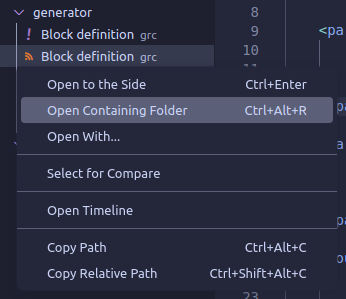 generator
8
! Block definition grc
9
<pa
Block definition grc
10
Open to the Side Ctrl+Enter
Open Containing Folder Ctrl+Alt+R
Open With...
Select for Compare
Open Timeline
Copy Path Ctrl+Alt+C
Copy Relative Path Ctrl+Shift+Alt+C
23